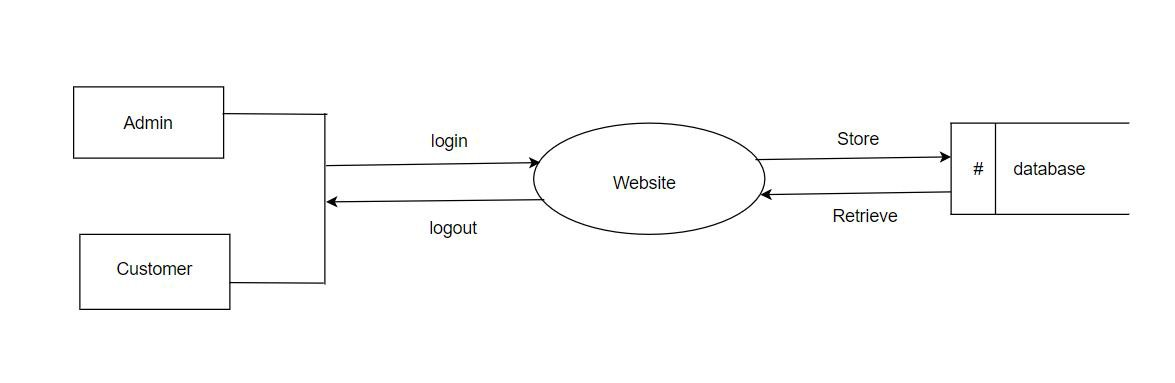 Admin
login
Store
Website
#
database
logout
Retrieve
Customer